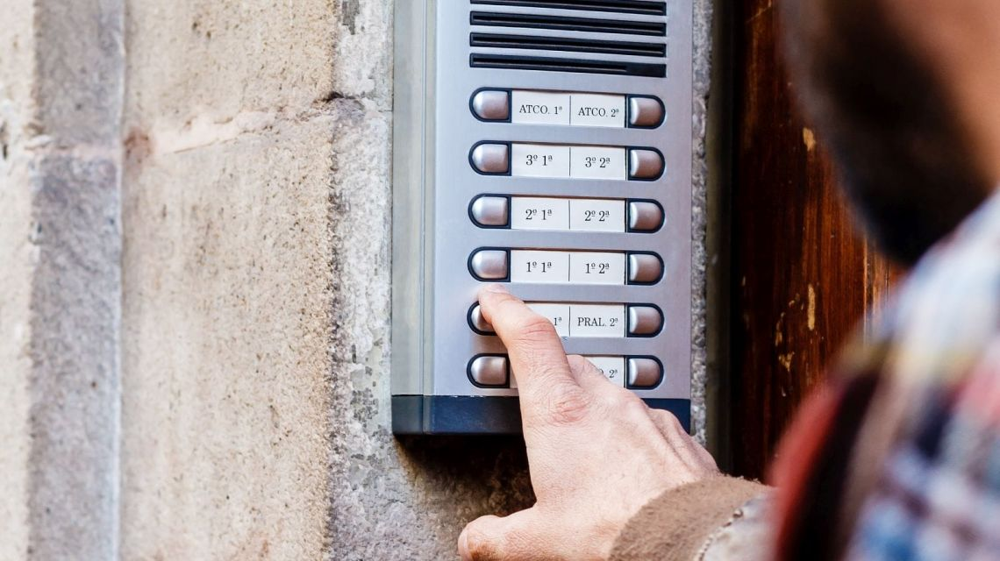 ATCO. 1ª ATCO. 2ª
3º 1ª 3º 2ª
2º 1ª 2º 2ª
1º 1ª 1º 2ª
1ª PRAL. 2ª
2ª